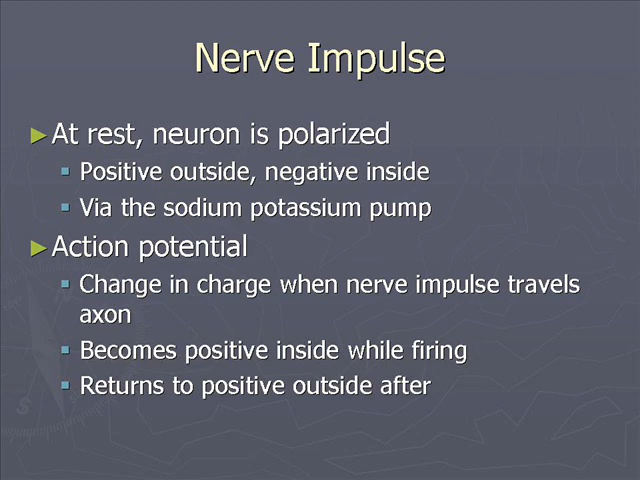 Nerve Impulse
►At rest, neuron is polarized
▪ Positive outside, negative inside
▪ Via the sodium potassium pump
►Action potential
▪ Change in charge when nerve impulse travels
axon
▪ Becomes positive inside while firing
▪ Returns to positive outside after
S